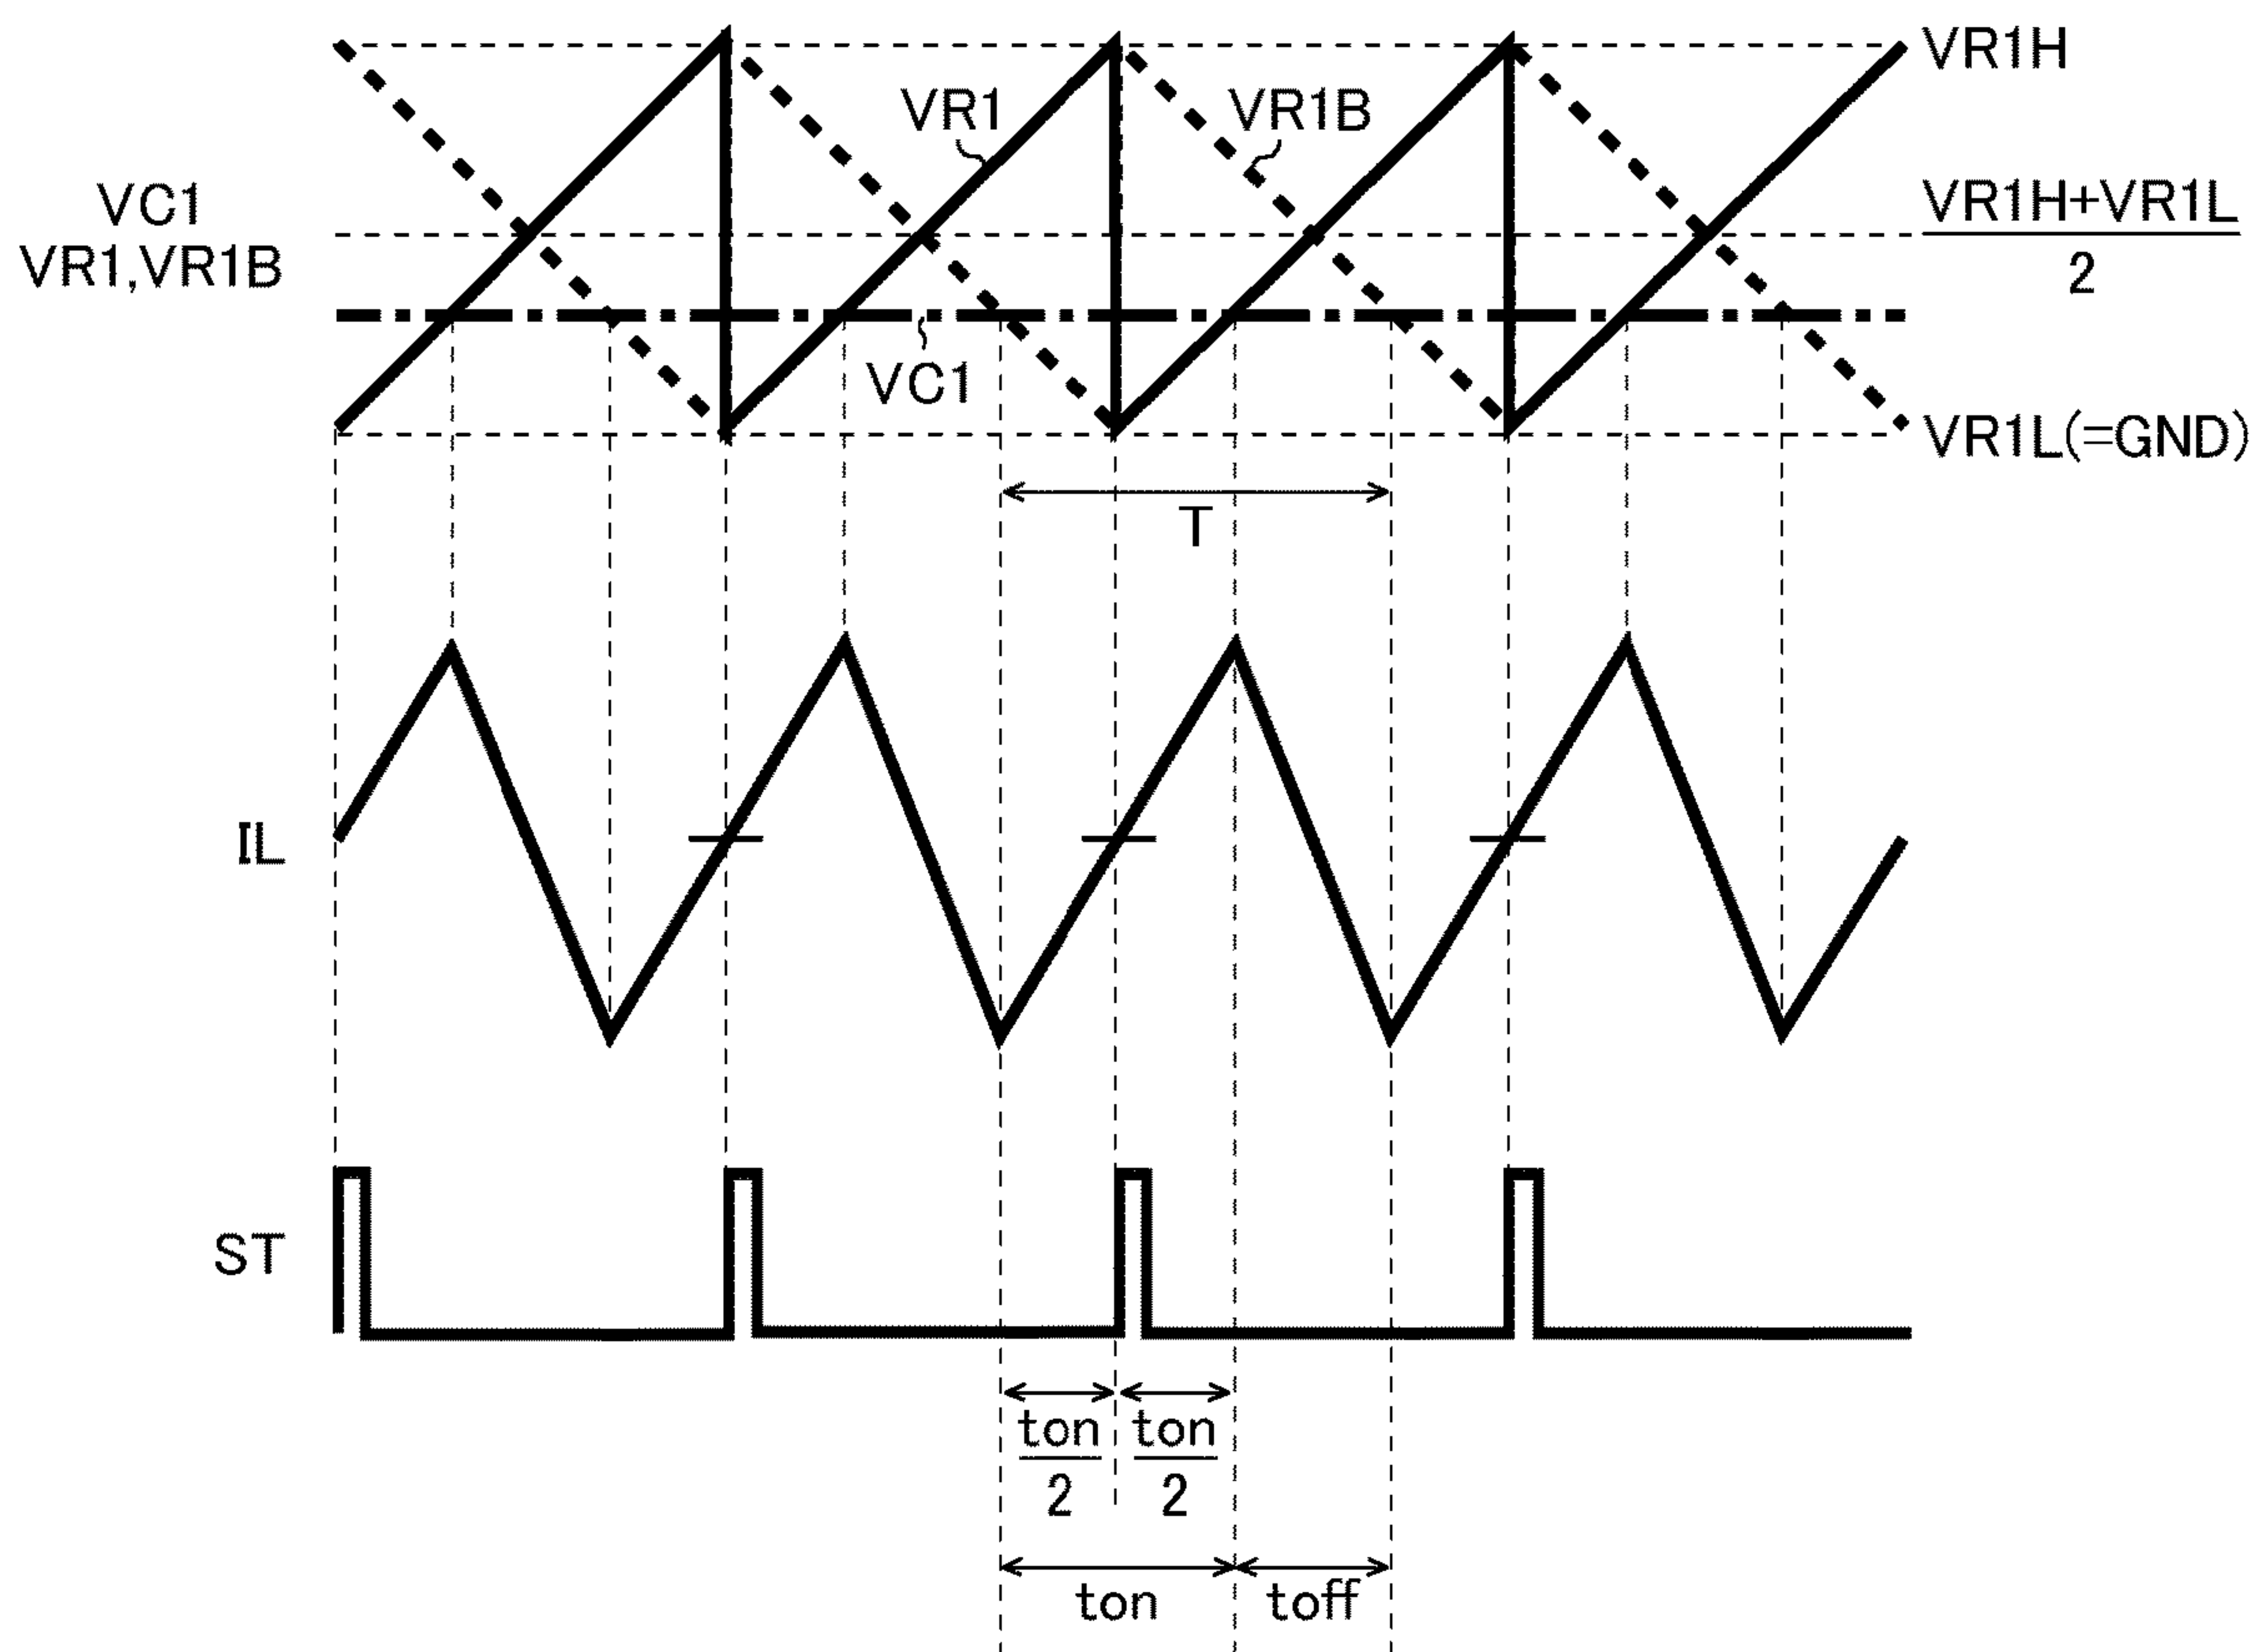 VR1H
VR1
VR1B
VC1
VR1,VR1B
VR1H+VR1L
2
VC1
VR1L(=GND)
T
IL
ST
ton
2
ton
2
ton
toff